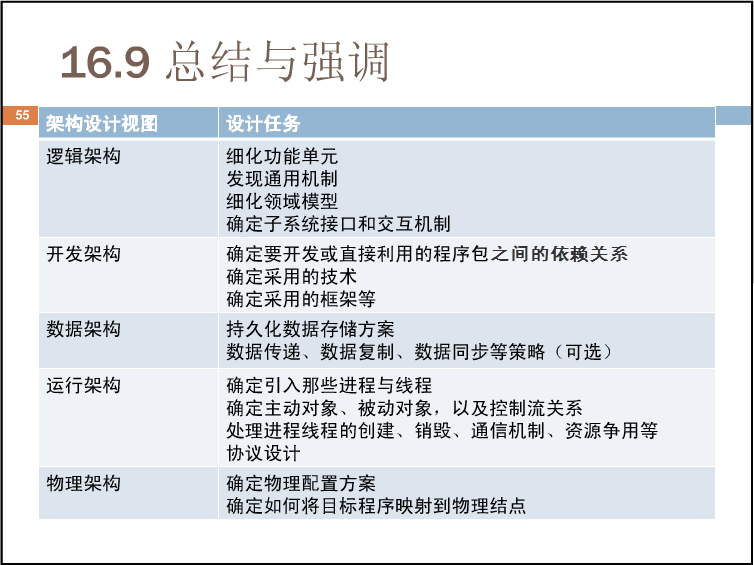 16.9 总结与强调
55
架构设计视图 设计任务
逻辑架构 细化功能单元
发现通用机制
细化领域模型
确定子系统接口和交互机制
开发架构 确定要开发或直接利用的程序包之间的依赖关系
确定采用的技术
确定采用的框架等
数据架构 持久化数据存储方案
数据传递、数据复制、数据同步等策略（可选）
运行架构 确定引入那些进程与线程
确定主动对象、被动对象，以及控制流关系
处理进程线程的创建、销毁、通信机制、资源争用等
协议设计
物理架构 确定物理配置方案
确定如何将目标程序映射到物理结点